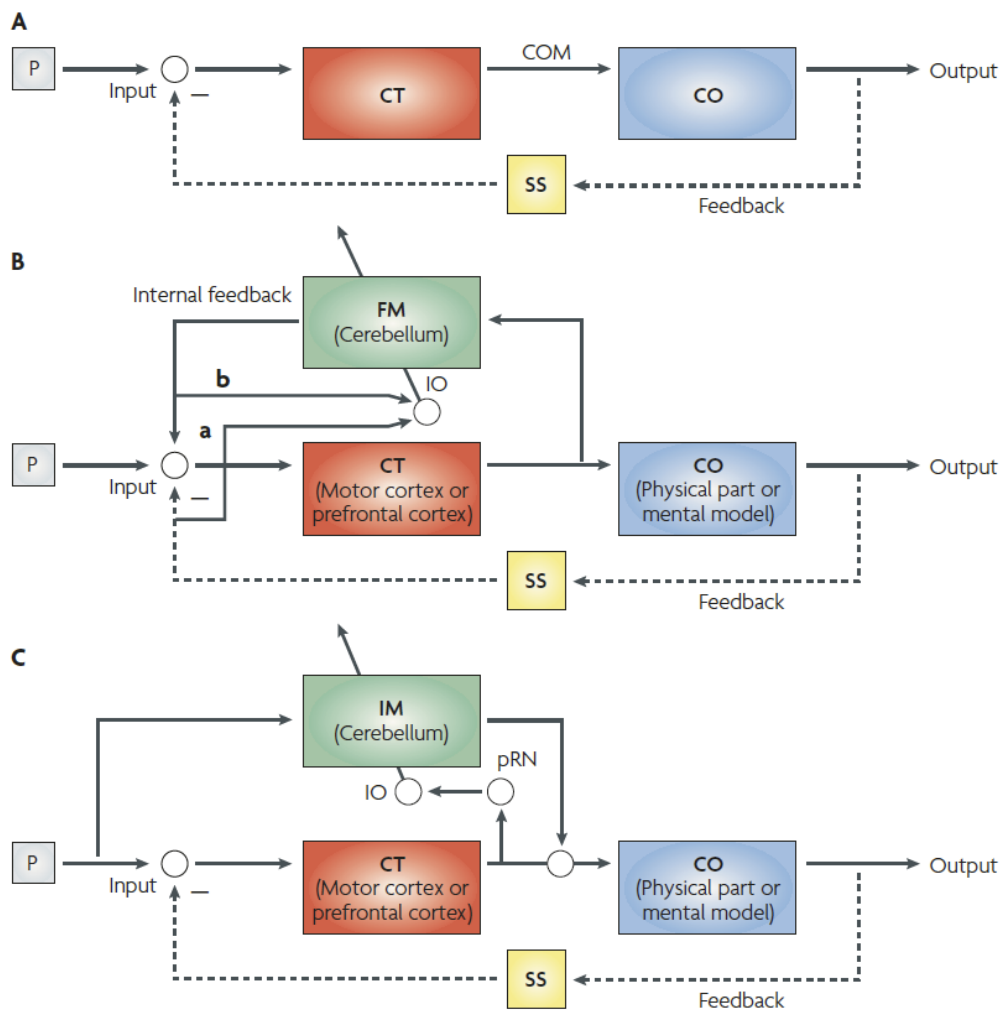 A
P
Input
–
CT
COM
CO
Output
SS
Feedback
B
Internal feedback
FM
(Cerebellum)
b
IO
a
P
Input
–
CT
(Motor cortex or
prefrontal cortex)
CO
(Physical part or
mental model)
Output
SS
Feedback
C
IM
(Cerebellum)
pRN
IO
P
Input
–
CT
(Motor cortex or
prefrontal cortex)
CO
(Physical part or
mental model)
Output
SS
Feedback